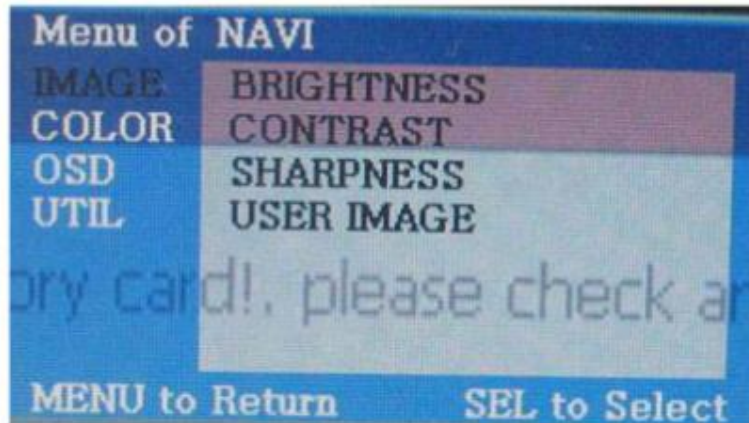 Menu of NAVI
IMAGE BRIGHTNESS
COLOR CONTRAST
OSD SHARPNESS
UTIL USER IMAGE
card!, please check
MENU to Return SEL to Select